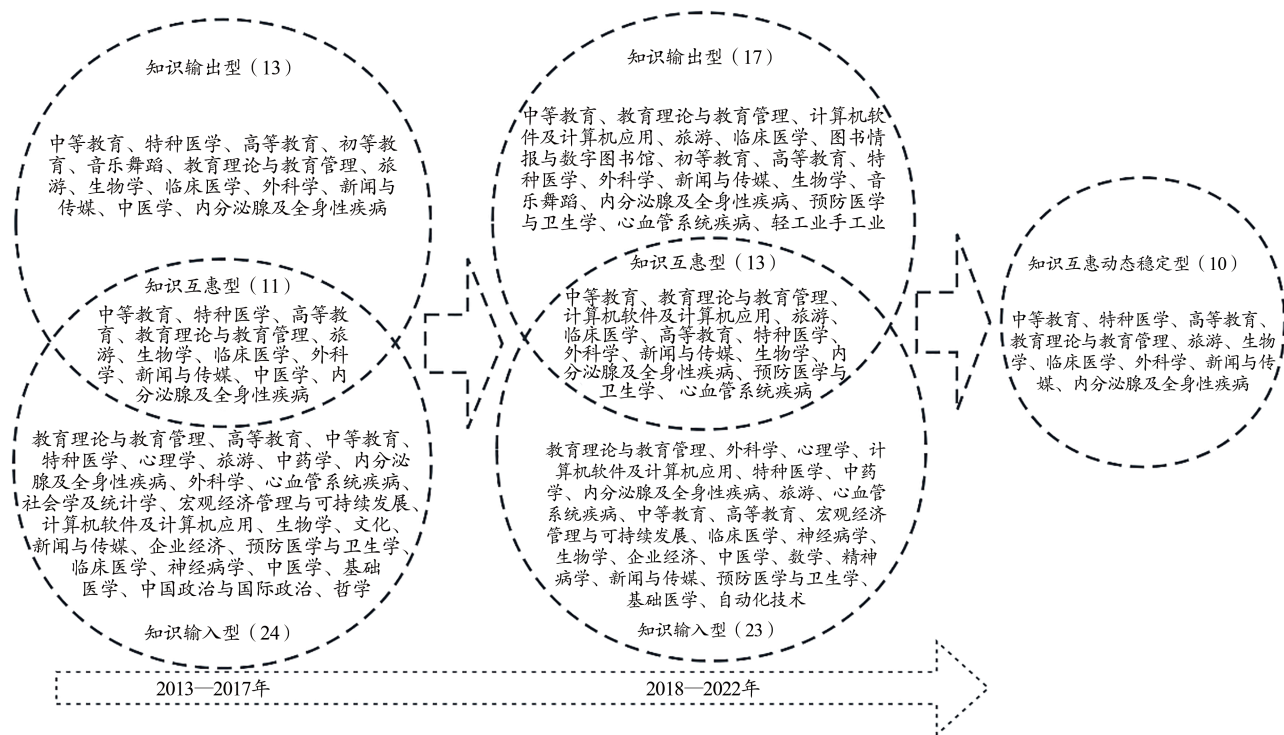 知识输出型（13）
中等教育、特种医学、高等教育、初等教
育、音乐舞蹈、教育理论与教育管理、旅
游、生物学、临床医学、外科学、新闻与
传媒、中医学、内分泌腺及全身性疾病
知识互惠型（11）
中等教育、特种医学、高等教
育、教育理论与教育管理、旅
游、生物学、临床医学、外科
学、新闻与传媒、中医学、内
分泌腺及全身性疾病
教育理论与教育管理、高等教育、中等教育、
特种医学、心理学、旅游、中药学、内分泌
腺及全身性疾病、外科学、心血管系统疾病、
社会学及统计学、宏观经济管理与可持续发展、
计算机软件及计算机应用、生物学、文化、
新闻与传媒、企业经济、预防医学与卫生学、
临床医学、神经病学、中医学、基础
医学、中国政治与国际政治、哲学
知识输入型（24）
2013—2017年
知识输出型（17）
中等教育、教育理论与教育管理、计算机软
件及计算机应用、旅游、临床医学、图书情
报与数字图书馆、初等教育、高等教育、特
种医学、外科学、新闻与传媒、生物学、音
乐舞蹈、内分泌腺及全身性疾病、预防医学
与卫生学、心血管系统疾病、轻工业手工业
知识互惠型（13）
中等教育、教育理论与教育管理、
计算机软件及计算机应用、旅游、
临床医学、高等教育、特种医学、
外科学、新闻与传媒、生物学、内
分泌腺及全身性疾病、预防医学与
卫生学、心血管系统疾病
教育理论与教育管理、外科学、心理学、计
算机软件及计算机应用、特种医学、中药
学、内分泌腺及全身性疾病、旅游、心血管
系统疾病、中等教育、高等教育、宏观经济
管理与可持续发展、临床医学、神经病学、
生物学、企业经济、中医学、数学、精神
病学、新闻与传媒、预防医学与卫生学、
基础医学、自动化技术
知识输入型（23）
2018—2022年
知识互惠动态稳定型（10）
中等教育、特种医学、高等教育、
教育理论与教育管理、旅游、生物
学、临床医学、外科学、新闻与传
媒、内分泌腺及全身性疾病